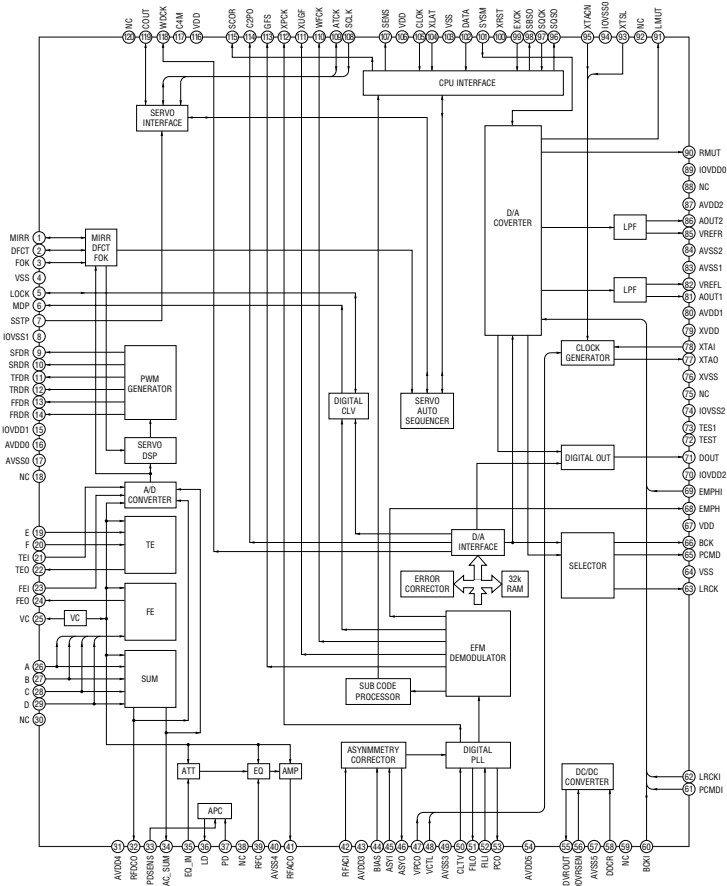 NC
COUT
WDCK
C4M
VDD
SCOR
C2PO
GFS
XPCK
XUGF
WFCK
ATCK
SCLK
SENS
VDD
CLOK
XLAT
VSS
DATA
SYSM
XRST
EXCK
SBSO
SQCK
SQSO
XTACN
IOVSS0
XTSL
NC
LMUT
120
119
118
117
116
115
114
113
112
111
110
109
108
107
106
105
104
103
102
101
100
99
98
97
96
95
94
93
92
91
CPU INTERFACE
SERVO
INTERFACE
D/A
COVERTER
LPF
LPF
MIRR
DFCT
FOK
CLOCK
GENERATOR
PWM
GENERATOR
DIGITAL
CLV
SERVO
AUTO
SEQUENCER
SERVO
DSP
DIGITAL OUT
A/D
CONVERTER
TE
D/A
INTERFACE
SELECTOR
ERROR
CORRECTOR
32k
RAM
FE
VC
EFM
DEMODULATOR
SUM
SUB CODE
PROCESSOR
ATT
EQ
AMP
ASYNMMETRY
CORRECTOR
DIGITAL
PLL
DC/DC
CONVERTER
APC
MIRR 1
DFCT 2
FOK 3
VSS 4
LOCK 5
MDP 6
SSTP 7
IOVSS1 8
SFDR 9
SRDR 10
TFDR 11
TRDR 12
FFDR 13
FRDR 14
IOVDD1 15
AVDD0 16
AVSS0 17
NC 18
E 19
F 20
TEI 21
TEO 22
FEI 23
FEO 24
VC 25
A 26
B 27
C 28
D 29
NC 30
90 RMUT
89 IOVDD0
88 NC
87 AVDD2
86 AOUT2
85 VREFR
84 AVSS2
83 AVSS1
82 VREFL
81 AOUT1
80 AVDD1
79 XVDD
78 XTAI
77 XTAO
76 XVSS
75 NC
74 IOVSS2
73 TES1
72 TEST
71 DOUT
70 IOVDD2
69 EMPHI
68 EMPH
67 VDD
66 BCK
65 PCMD
64 VSS
63 LRCK
62 LRCKI
61 PCMDI
31
32
33
34
35
36
37
38
39
40
41
42
43
44
45
46
47
48
49
50
51
52
53
54
55
56
57
58
59
60
AVDD4
RFDCO
PDSENS
AC_SUM
EQ_IN
LD
PD
NC
RFC
AVSS4
RFACO
RFACI
AVDD3
BIAS
ASYI
ASYO
VPCO
VCTL
AVSS3
CLTV
FILO
FILI
PCO
AVDD5
DVROUT
DVRSEN
AVSS5
DDCR
NC
BCKI